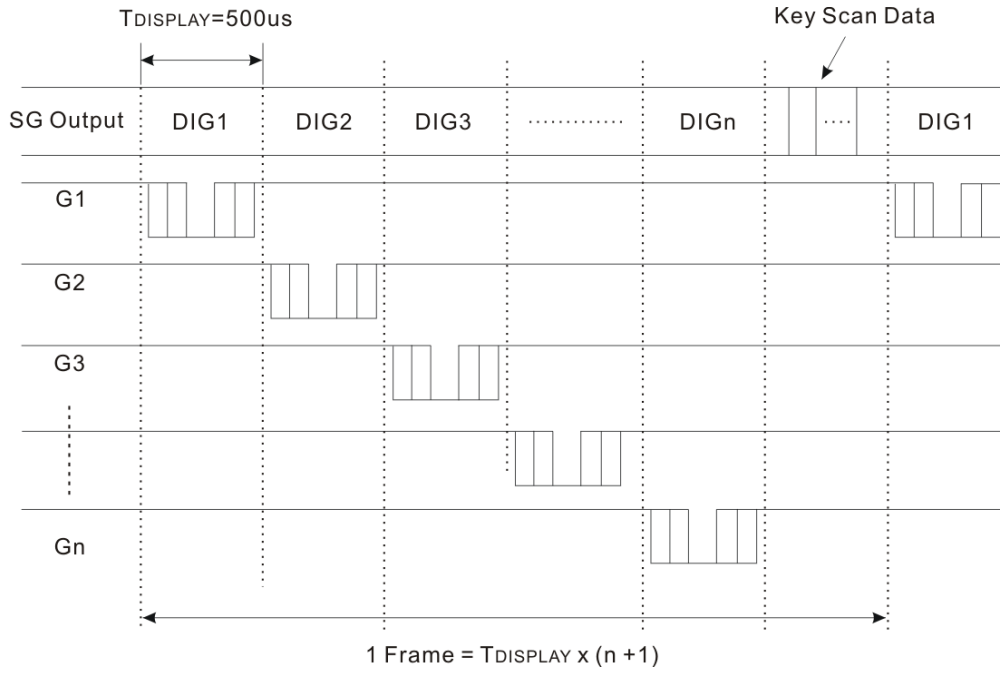 TDISPLAY=500us
Key Scan Data
SG Output DIG1 DIG2 DIG3 ............. DIGn .... DIG1
G1
G2
G3
Gn
1 Frame = TDISPLAY x (n +1)